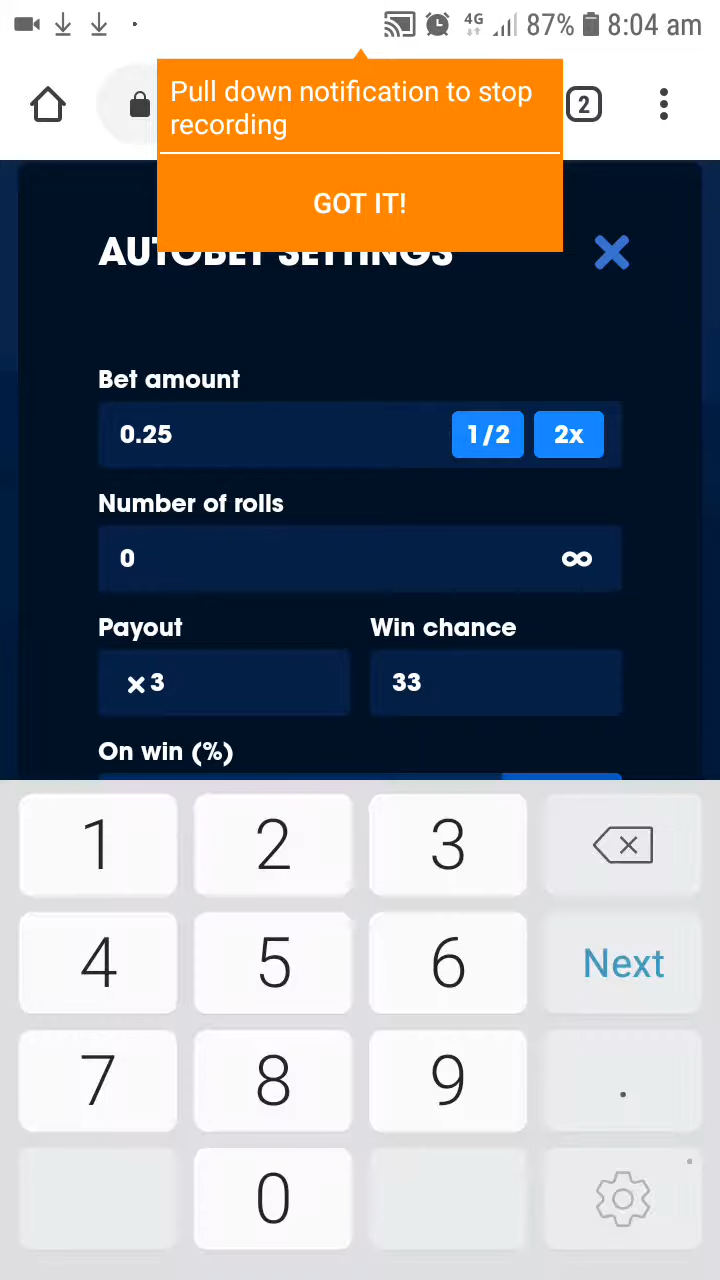 4G 87% 8:04 am
Pull down notification to stop
recording
2
GOT IT!
AUTOBET SETTINGS
Bet amount
0.25 1/2 2x
Number of rolls
0 ∞
Payout Win chance
×3 33
On win (%)
1 2 3
4 5 6 Next
7 8 9 .
0